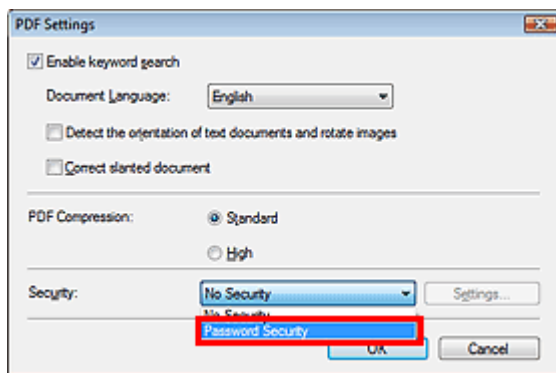 PDF Settings
Enable keyword search
Document Language: English
Detect the orientation of text documents and rotate images
Correct slanted document
PDF Compression: Standard
High
Security: No Security Settings...
No Security
Password Security
OK Cancel